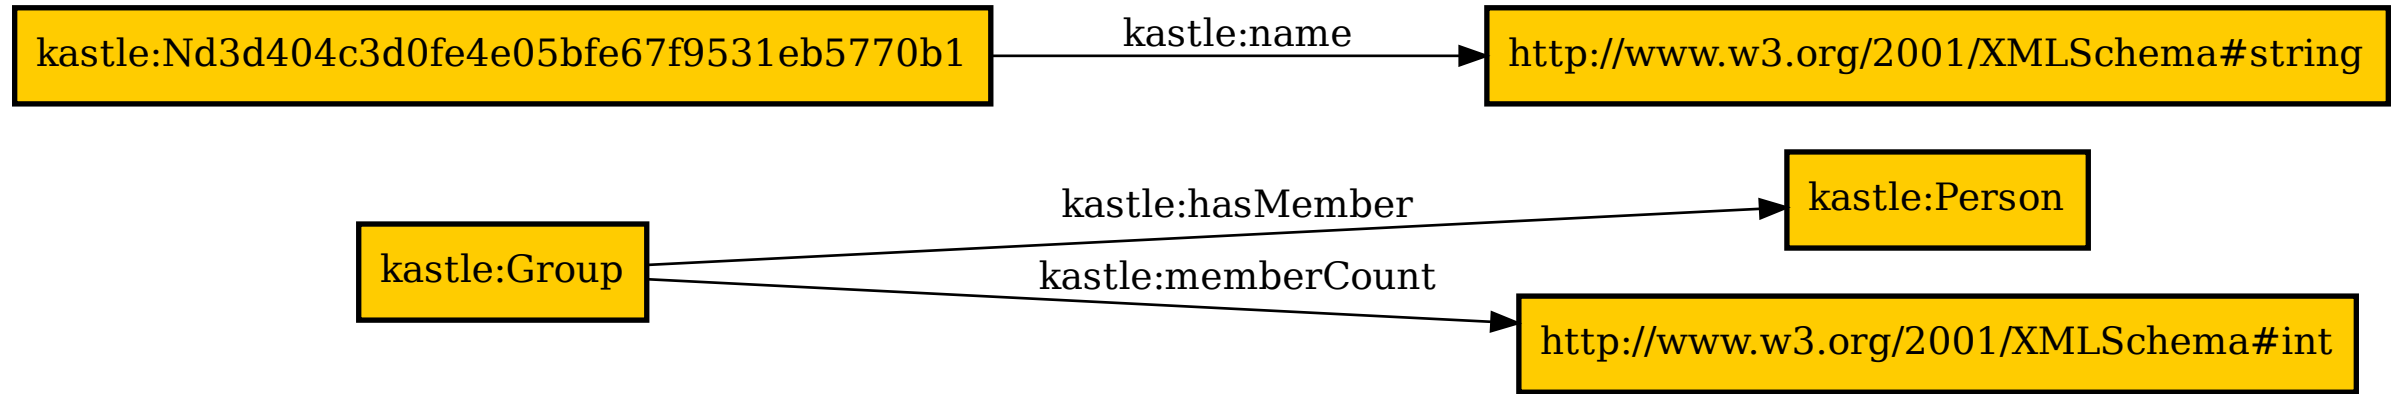 kastle:Nd3d404c3d0fe4e05bfe67f9531eb5770b1
kastle:name
http://www.w3.org/2001/XMLSchema#string
kastle:Group
kastle:hasMember
kastle:Person
kastle:memberCount
http://www.w3.org/2001/XMLSchema#int